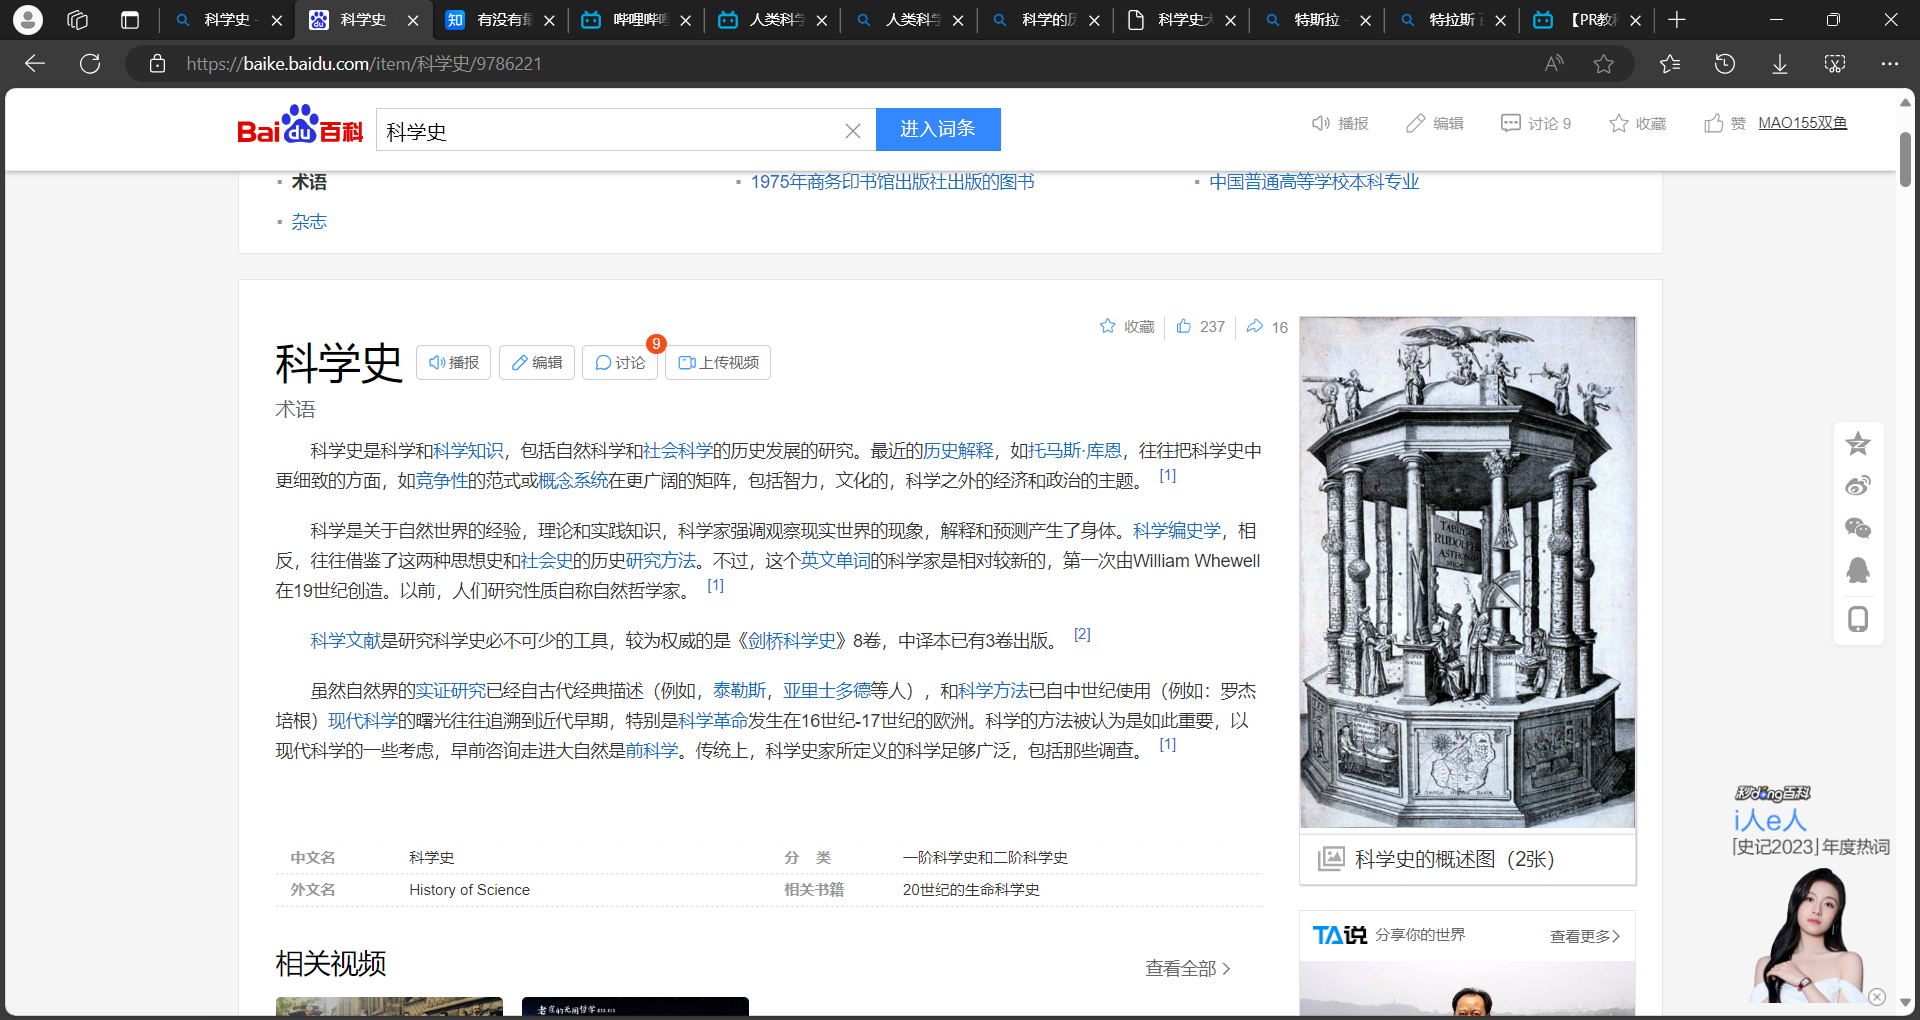 科学史 -
科学史
有没有最
哔哩哔哩
人类科学
人类科学
科学的历
科学史大
特斯拉 -
特拉斯
【PR教程
https://baike.baidu.com/item/科学史/9786221
Bai du 百科
科学史
进入词条
播报
编辑
讨论 9
收藏
赞
MAO155双鱼
术语
1975年商务印书馆出版社出版的图书
中国普通高等学校本科专业
杂志
收藏
237
16
科学史
播报
编辑
讨论
9
上传视频
术语
科学史是科学和科学知识，包括自然科学和社会科学的历史发展的研究。最近的历史解释，如托马斯·库恩，往往把科学史中
更细致的方面，如竞争性的范式或概念系统在更广阔的矩阵，包括智力，文化的，科学之外的经济和政治的主题。 [1]
科学是关于自然世界的经验，理论和实践知识，科学家强调观察现实世界的现象，解释和预测产生了身体。科学编史学，相
反，往往借鉴了这两种思想史和社会史的历史研究方法。不过，这个英文单词的科学家是相对较新的，第一次由William Whewell
在19世纪创造。以前，人们研究性质自称自然哲学家。 [1]
科学文献是研究科学史必不可少的工具，较为权威的是《剑桥科学史》8卷，中译本已有3卷出版。 [2]
虽然自然界的实证研究已经自古代经典描述（例如，泰勒斯，亚里士多德等人），和科学方法已自中世纪使用（例如：罗杰
培根）现代科学的曙光往往追溯到近代早期，特别是科学革命发生在16世纪-17世纪的欧洲。科学的方法被认为是如此重要，以
现代科学的一些考虑，早前咨询走进大自然是前科学。传统上，科学史家所定义的科学足够广泛，包括那些调查。 [1]
TABULÆ
RUDOLPHI
ASTRONO
MICÆ
科学史的概述图（2张）
中文名
科学史
分 类
一阶科学史和二阶科学史
外文名
History of Science
相关书籍
20世纪的生命科学史
相关视频
查看全部
TA说
分享你的世界
查看更多
秒dong百科
i人e人
「史记2023」年度热词